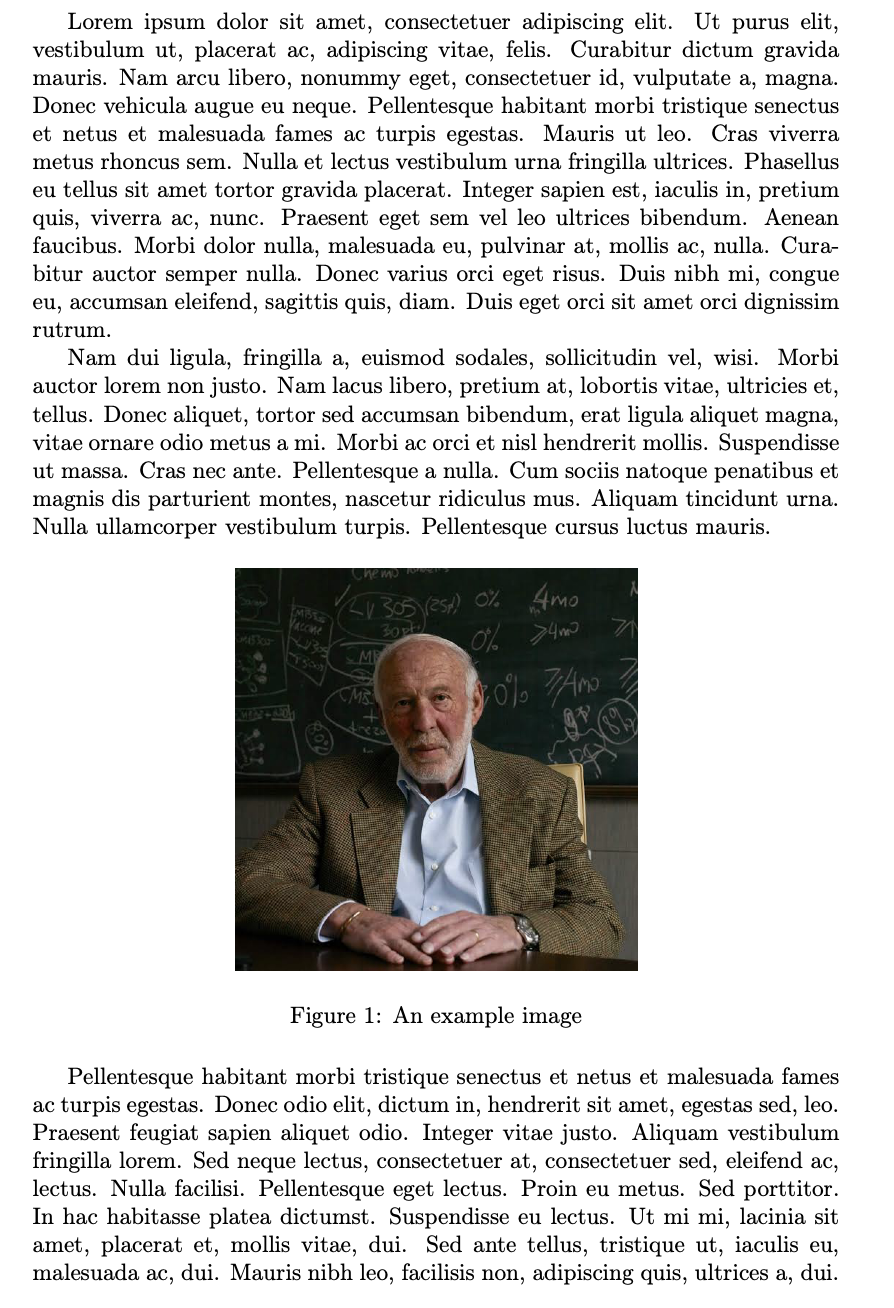 Lorem ipsum dolor sit amet, consectetuer adipiscing elit. Ut purus elit,
vestibulum ut, placerat ac, adipiscing vitae, felis. Curabitur dictum gravida
mauris. Nam arcu libero, nonummy eget, consectetuer id, vulputate a, magna.
Donec vehicula augue eu neque. Pellentesque habitant morbi tristique senectus
et netus et malesuada fames ac turpis egestas. Mauris ut leo. Cras viverra
metus rhoncus sem. Nulla et lectus vestibulum urna fringilla ultrices. Phasellus
eu tellus sit amet tortor gravida placerat. Integer sapien est, iaculis in, pretium
quis, viverra ac, nunc. Praesent eget sem vel leo ultrices bibendum. Aenean
faucibus. Morbi dolor nulla, malesuada eu, pulvinar at, mollis ac, nulla. Cura-
bitur auctor semper nulla. Donec varius orci eget risus. Duis nibh mi, congue
eu, accumsan eleifend, sagittis quis, diam. Duis eget orci sit amet orci dignissim
rutrum.
Nam dui ligula, fringilla a, euismod sodales, sollicitudin vel, wisi. Morbi
auctor lorem non justo. Nam lacus libero, pretium at, lobortis vitae, ultricies et,
tellus. Donec aliquet, tortor sed accumsan bibendum, erat ligula aliquet magna,
vitae ornare odio metus a mi. Morbi ac orci et nisl hendrerit mollis. Suspendisse
ut massa. Cras nec ante. Pellentesque a nulla. Cum sociis natoque penatibus et
magnis dis parturient montes, nascetur ridiculus mus. Aliquam tincidunt urna.
Nulla ullamcorper vestibulum turpis. Pellentesque cursus luctus mauris.
LV 305 (25µ) 0% 4mo
0% ≥4mo
0% ≥4mo
Figure 1: An example image
Pellentesque habitant morbi tristique senectus et netus et malesuada fames
ac turpis egestas. Donec odio elit, dictum in, hendrerit sit amet, egestas sed, leo.
Praesent feugiat sapien aliquet odio. Integer vitae justo. Aliquam vestibulum
fringilla lorem. Sed neque lectus, consectetuer at, consectetuer sed, eleifend ac,
lectus. Nulla facilisi. Pellentesque eget lectus. Proin eu metus. Sed porttitor.
In hac habitasse platea dictumst. Suspendisse eu lectus. Ut mi mi, lacinia sit
amet, placerat et, mollis vitae, dui. Sed ante tellus, tristique ut, iaculis eu,
malesuada ac, dui. Mauris nibh leo, facilisis non, adipiscing quis, ultrices a, dui.